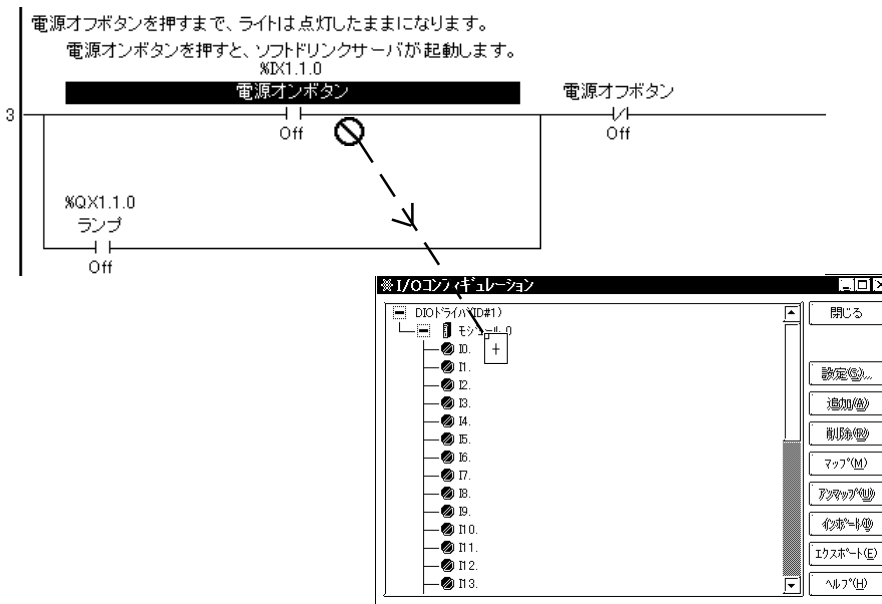 電源オフボタンを押すまで、ライトは点灯したままになります。
電源オンボタンを押すと、ソフトドリンクサーバが起動します。
%IX1.1.0
電源オンボタン
電源オフボタン
3
Off
Off
%QX1.1.0
ランプ
Off
I/Oコンフィギュレーション
DIOドライバ(ID#1)
モジュール 0
I0.
I1.
I2.
I3.
I4.
I5.
I6.
I7.
I8.
I9.
I10.
I11.
I12.
I13.
閉じる
設定(S)...
追加(A)
削除(R)
マップ(M)
アンマップ(U)
インポート(I)
エクスポート(E)
ヘルプ(H)